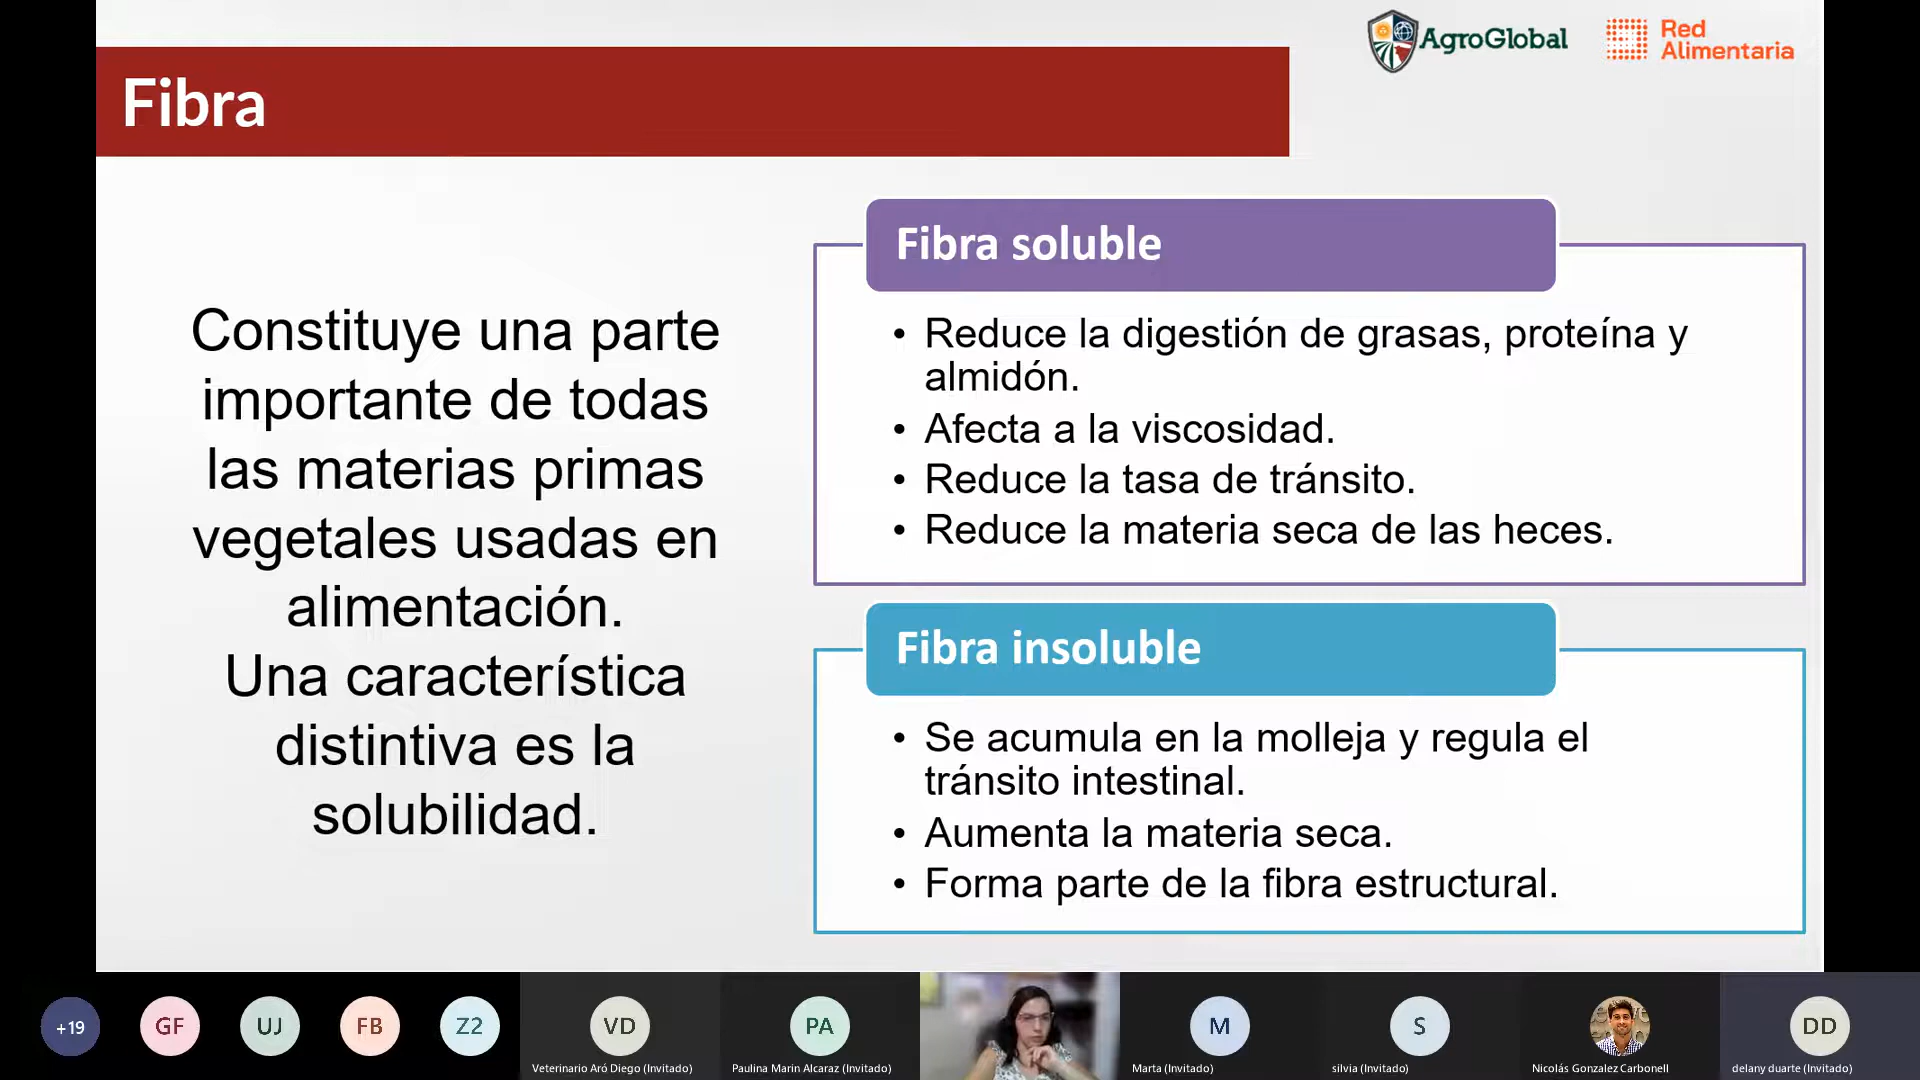 AgroGlobal
Red
Alimentaria
Fibra
Constituye una parte
importante de todas
las materias primas
vegetales usadas en
alimentación.
Una característica
distintiva es la
solubilidad.
Fibra soluble
• Reduce la digestión de grasas, proteína y
almidón.
• Afecta a la viscosidad.
• Reduce la tasa de tránsito.
• Reduce la materia seca de las heces.
Fibra insoluble
• Se acumula en la molleja y regula el
tránsito intestinal.
• Aumenta la materia seca.
• Forma parte de la fibra estructural.
+19
GF
UJ
FB
Z2
VD
PA
M
S
DD
Veterinario Aró Diego (Invitado)
Paulina Marin Alcaraz (Invitado)
Marta (Invitado)
silvia (Invitado)
Nicolás Gonzalez Carbonell
delany duarte (Invitado)